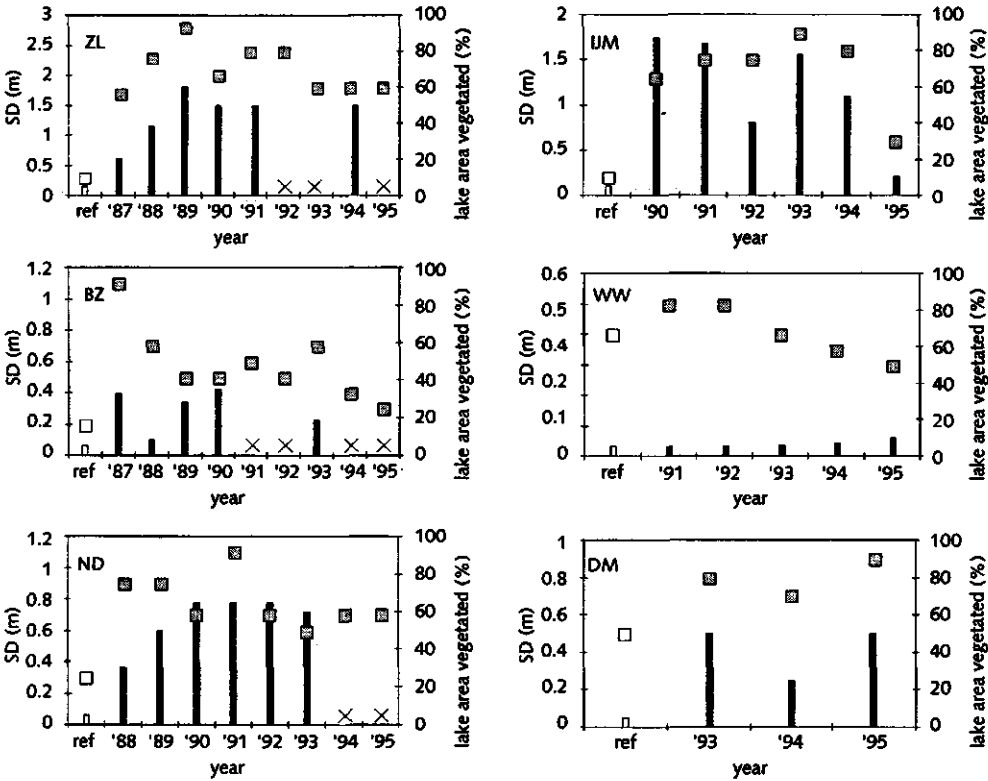 3
2.5
2
1.5
1
0.5
0
SD (m)
ZL
100
80
60
40
20
0
lake area vegetated (%)
ref '87 '88 '89 '90 '91 '92 '93 '94 '95
year
2
1.5
1
0.5
0
SD (m)
IJM
100
80
60
40
20
0
lake area vegetated (%)
ref '90 '91 '92 '93 '94 '95
year
1.2
1
0.8
0.6
0.4
0.2
0
SD (m)
BZ
100
80
60
40
20
0
lake area vegetated (%)
ref '87 '88 '89 '90 '91 '92 '93 '94 '95
year
0.6
0.5
0.4
0.2
0.2
0.1
0
SD (m)
WW
100
80
60
40
20
0
lake area vegetated (%)
ref '91 '92 '93 '94 '95
year
1.2
1
0.8
0.6
0.4
0.2
0
SD (m)
ND
100
80
60
40
20
0
lake area vegetated (%)
ref '88 '89 '90 '91 '92 '93 '94 '95
year
1
0.8
0.6
0.4
0.2
0
SD (m)
DM
100
80
60
40
20
0
lake area vegetated (%)
ref '93 '94 '95
year